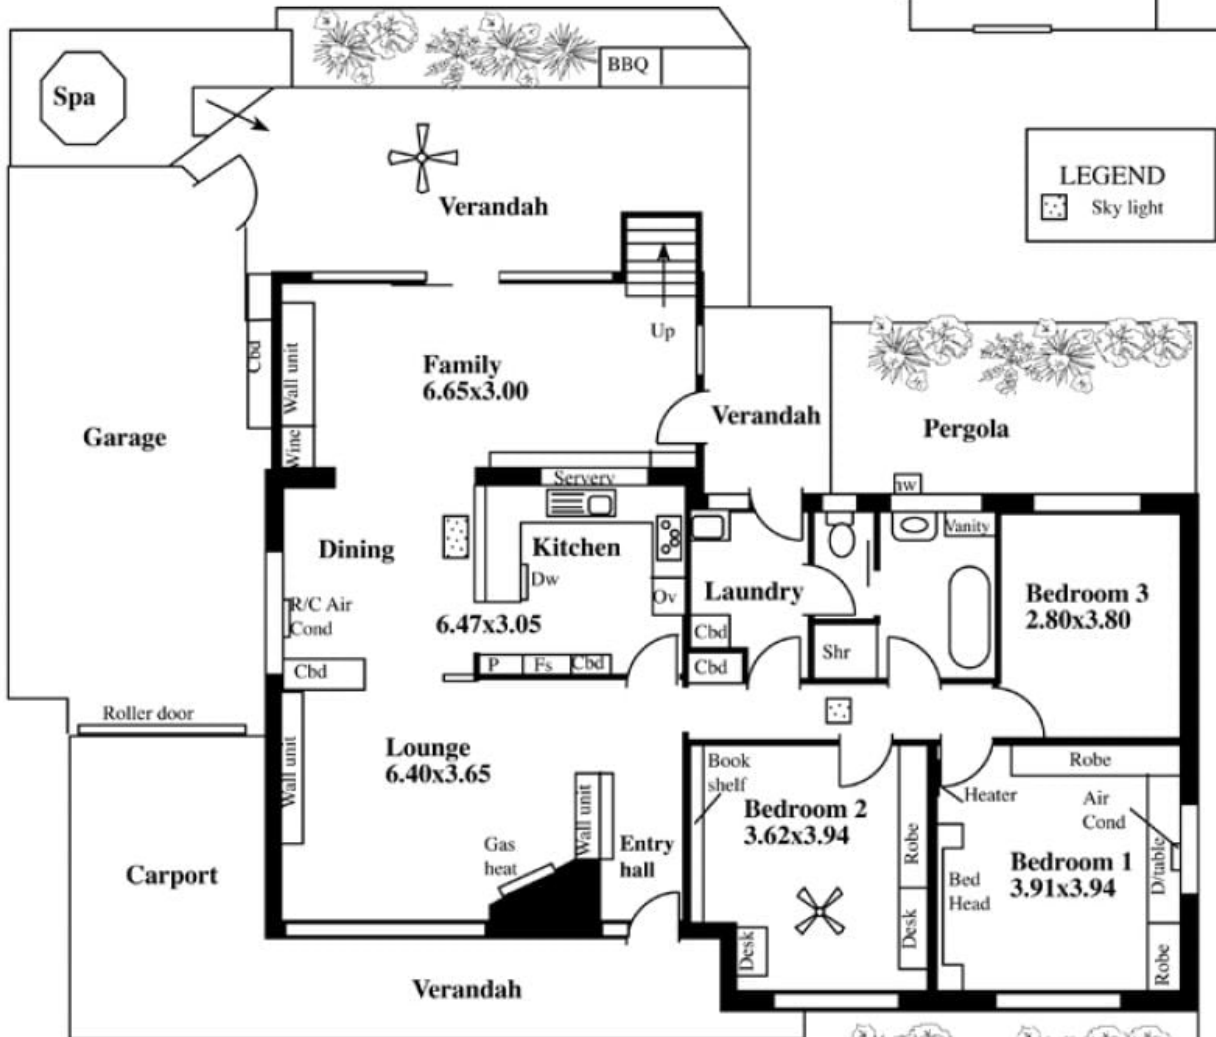 BBQ
Spa
LEGEND
Sky light
Verandah
Up
Cbd
Wall unit
Family
6.65x3.00
Verandah
Garage
Pergola
Wine
Servery
hw
Vanity
Dining
Kitchen
Dw
Ov
Laundry
Bedroom 3
2.80x3.80
R/C Air
Cond
6.47x3.05
Cbd
Shr
Cbd
P
Fs
Cbd
Cbd
Roller door
Lounge
6.40x3.65
Wall unit
Book
shelf
Robe
Heater
Air
Cond
Bedroom 2
3.62x3.94
Wall unit
Gas
heat
Entry
hall
Robe
Bedroom 1
3.91x3.94
D/table
Carport
Bed
Head
Desk
Desk
Robe
Verandah